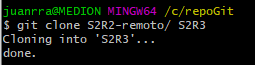 juanrra@MEDION MINGW64 /c/repoGit
$ git clone S2R2-remoto/ S2R3
Cloning into 'S2R3'...
done.